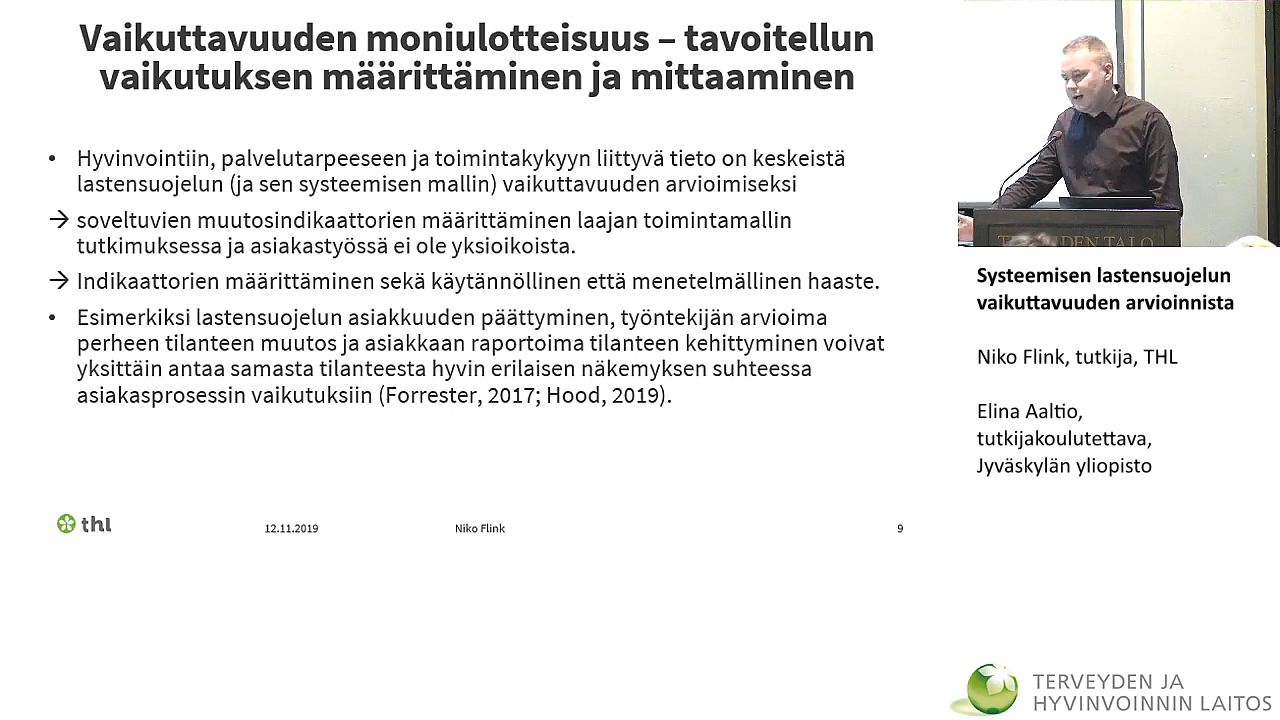 Vaikuttavuuden moniulotteisuus – tavoitellun
vaikutuksen määrittäminen ja mittaaminen
• Hyvinvointiin, palvelutarpeeseen ja toimintakykyyn liittyvä tieto on keskeistä
lastensuojelun (ja sen systeemisen mallin) vaikuttavuuden arvioimiseksi
→ soveltuvien muutosindikaattorien määrittäminen laajan toimintamallin
tutkimuksessa ja asiakastyössä ei ole yksioikoista.
→ Indikaattorien määrittäminen sekä käytännöllinen että menetelmällinen haaste.
• Esimerkiksi lastensuojelun asiakkuuden päättyminen, työntekijän arvioima
perheen tilanteen muutos ja asiakkaan raportoima tilanteen kehittyminen voivat
yksittäin antaa samasta tilanteesta hyvin erilaisen näkemyksen suhteessa
asiakasprosessin vaikutuksiin (Forrester, 2017; Hood, 2019).
thl
12.11.2019
Niko Flink
9
TALO
Systeemisen lastensuojelun
vaikuttavuuden arvioinnista
Niko Flink, tutkija, THL
Elina Aaltio,
tutkijakoulutettava,
Jyväskylän yliopisto
TERVEYDEN JA
HYVINVOINNIN LAITOS